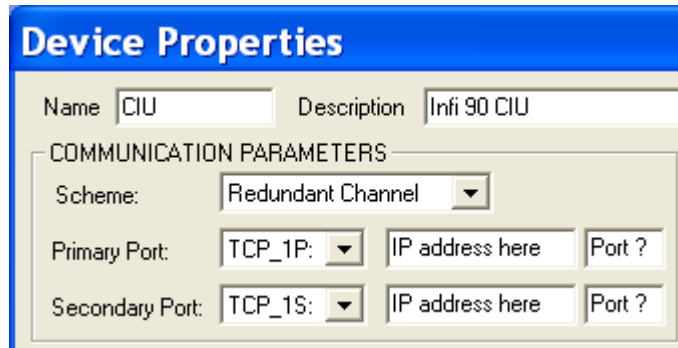 Device Properties
Name CIU Description Infi 90 CIU
COMMUNICATION PARAMETERS
Scheme: Redundant Channel
Primary Port: TCP_1P: IP address here Port ?
Secondary Port: TCP_1S: IP address here Port ?